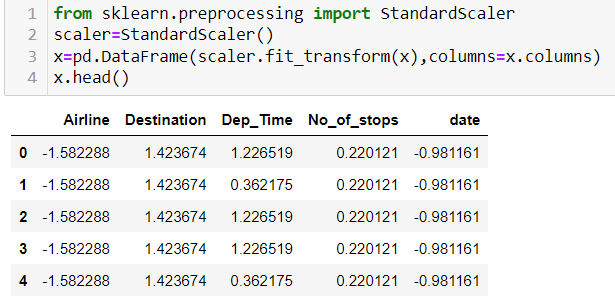 1 from sklearn.preprocessing import StandardScaler
2 scaler=StandardScaler()
3 x=pd.DataFrame(scaler.fit_transform(x),columns=x.columns)
4 x.head()
Airline Destination Dep_Time No_of_stops date
0 -1.582288 1.423674 1.226519 0.220121 -0.981161
1 -1.582288 1.423674 0.362175 0.220121 -0.981161
2 -1.582288 1.423674 1.226519 0.220121 -0.981161
3 -1.582288 1.423674 1.226519 0.220121 -0.981161
4 -1.582288 1.423674 0.362175 0.220121 -0.981161